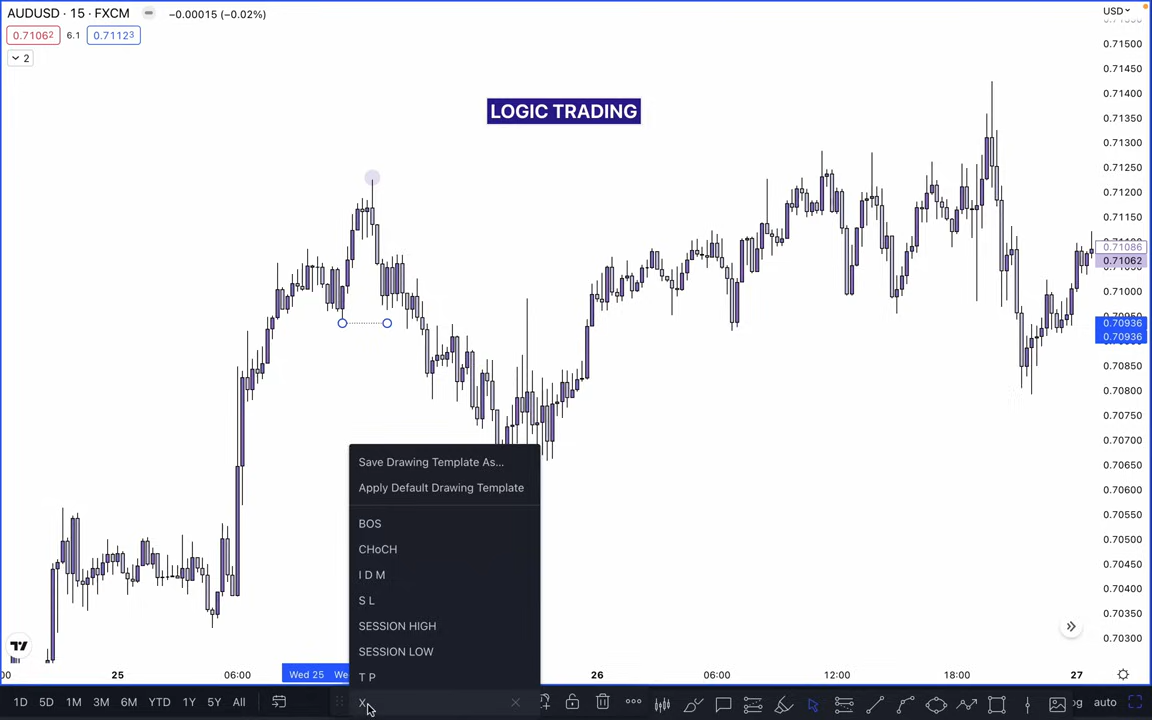 AUDUSD · 15 · FXCM
−0.00015 (−0.02%)
0.71062
6.1
0.71123
2
LOGIC TRADING
USD
0.71500
0.71450
0.71400
0.71350
0.71300
0.71250
0.71200
0.71150
0.71086
0.71062
0.71000
0.70936
0.70936
0.70850
0.70800
0.70750
0.70700
0.70650
0.70600
0.70550
0.70500
0.70450
0.70400
0.70350
0.70300
Save Drawing Template As...
Apply Default Drawing Template
BOS
CHoCH
I D M
S L
SESSION HIGH
SESSION LOW
T P
X
25
06:00
Wed 25
We
26
06:00
12:00
18:00
27
1D 5D 1M 3M 6M YTD 1Y 5Y All
auto